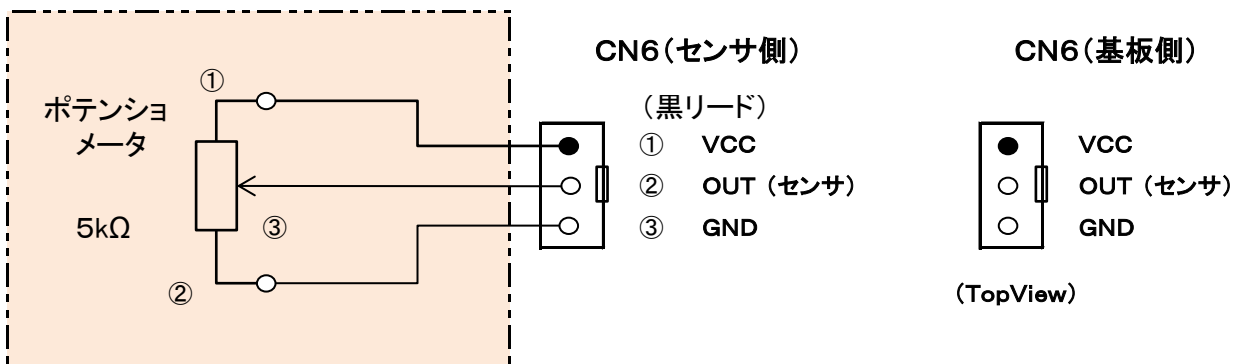 CN6(センサ側)
CN6(基板側)
①
ポテンショ
メータ
5kΩ
③
②
(黒リード)
① VCC
② OUT (センサ)
③ GND
VCC
OUT (センサ)
GND
(TopView)